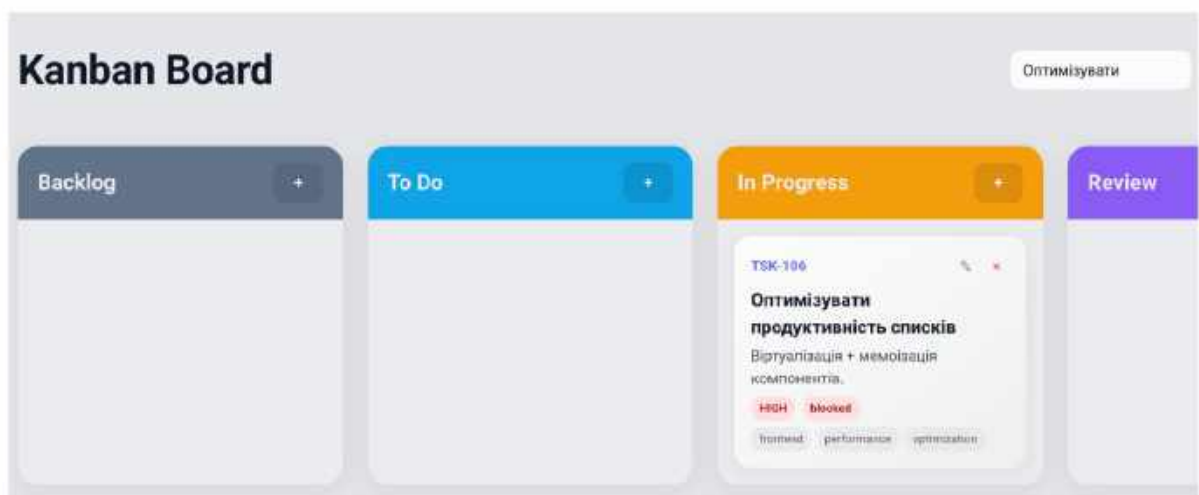 Kanban Board
Оптимізувати
Backlog +
To Do +
In Progress +
Review
TSK-106
Оптимізувати
продуктивність списків
Віртуалізація + мемоізація
компонентів.
HIGH blocked
frontend performance optimization